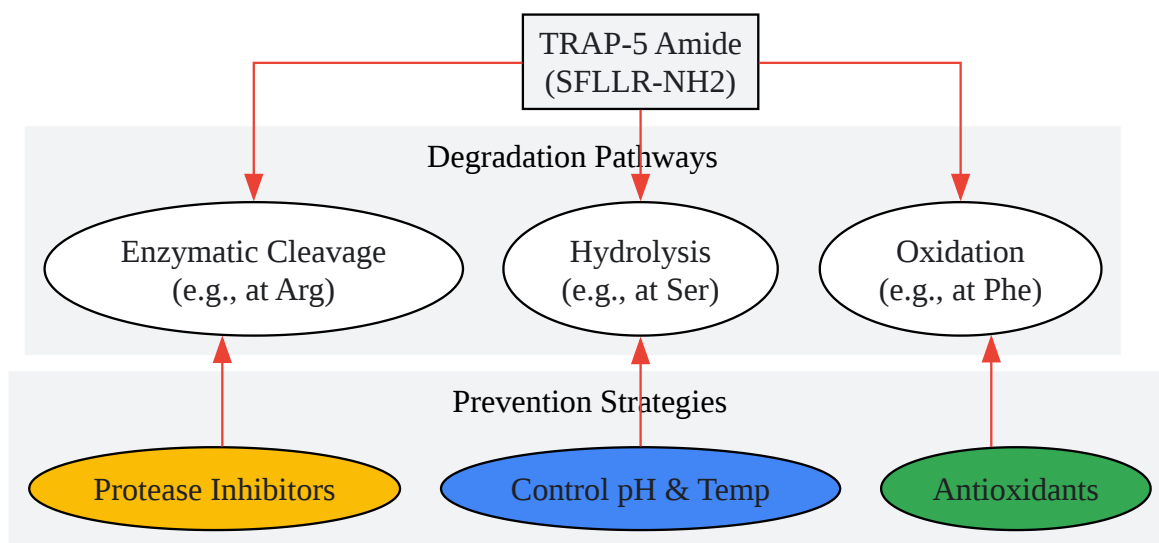 TRAP-5 Amide
(SFLLR-NH2)
Degradation Pathways
Enzymatic Cleavage
(e.g., at Arg)
Hydrolysis
(e.g., at Ser)
Oxidation
(e.g., at Phe)
Prevention Strategies
Protease Inhibitors
Control pH & Temp
Antioxidants